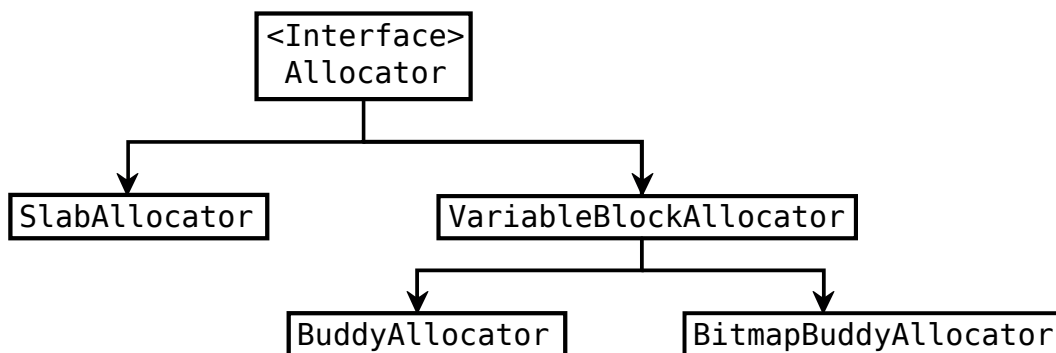 <Interface>
Allocator
SlabAllocator
VariableBlockAllocator
BuddyAllocator
BitmapBuddyAllocator